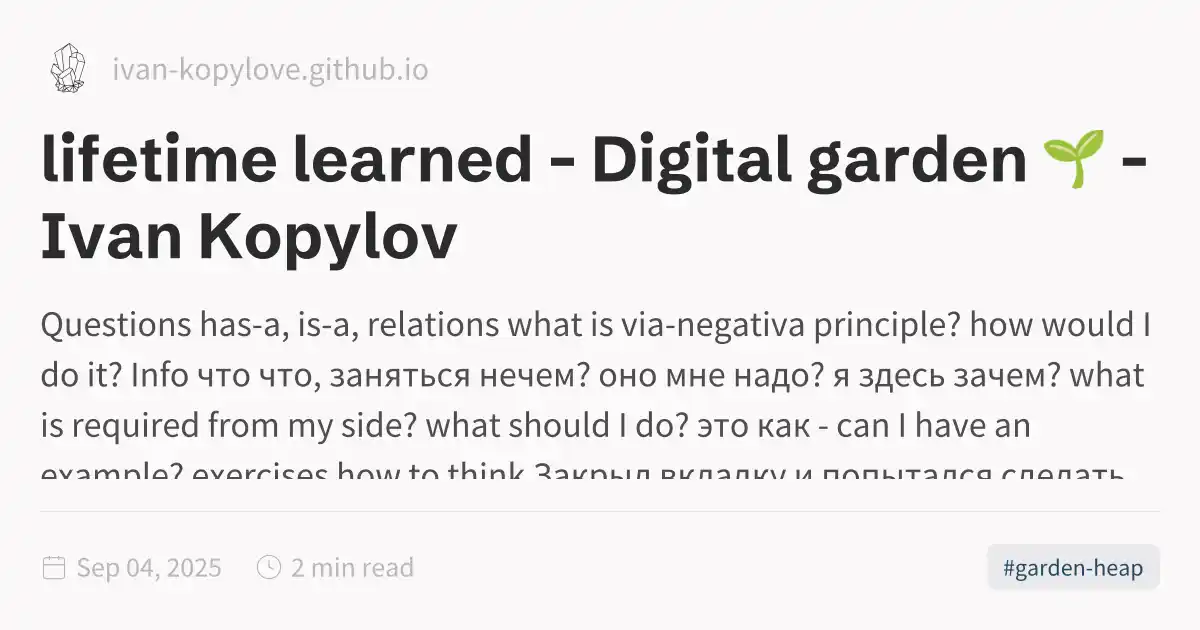 ivan-kopylove.github.io
lifetime learned - Digital garden 🌱 -
Ivan Kopylov
Questions has-a, is-a, relations what is via-negativa principle? how would I
do it? Info что что, заняться нечем? оно мне надо? я здесь зачем? what
is required from my side? what should I do? это как - can I have an
example? exercises how to think Закрыл вкладку и попытался сделать
Sep 04, 2025 2 min read
#garden-heap